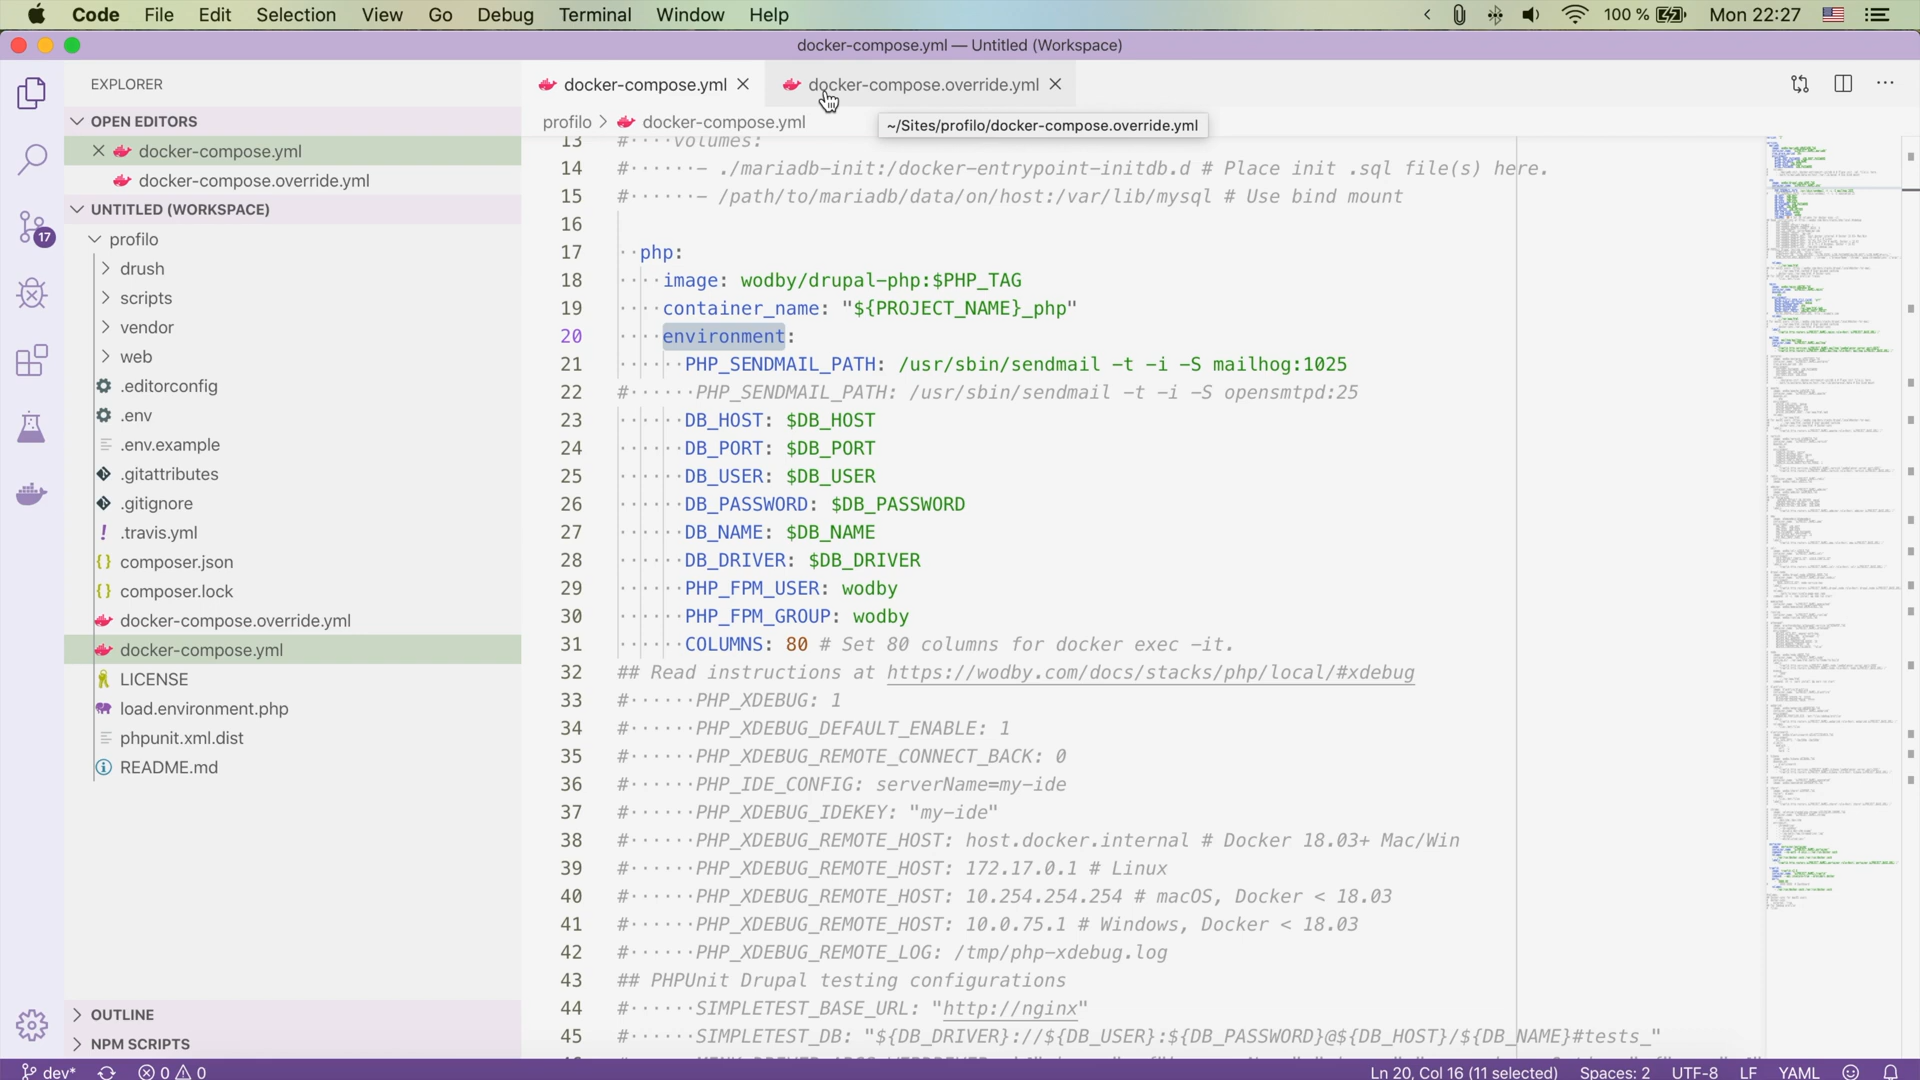 Code File Edit Selection View Go Debug Terminal Window Help 100 % Mon 22:27
docker-compose.yml — Untitled (Workspace)
EXPLORER
OPEN EDITORS
docker-compose.yml
docker-compose.override.yml
UNTITLED (WORKSPACE)
17
profilo
drush
scripts
vendor
web
.editorconfig
.env
.env.example
.gitattributes
.gitignore
.travis.yml
composer.json
composer.lock
docker-compose.override.yml
docker-compose.yml
LICENSE
load.environment.php
phpunit.xml.dist
README.md
OUTLINE
NPM SCRIPTS
docker-compose.yml docker-compose.override.yml
profilo > docker-compose.yml
~/Sites/profilo/docker-compose.override.yml
13 #····volumes:
14 #······- ./mariadb-init:/docker-entrypoint-initdb.d # Place init .sql file(s) here.
15 #······- /path/to/mariadb/data/on/host:/var/lib/mysql # Use bind mount
16
17 ··php:
18 ····image: wodby/drupal-php:$PHP_TAG
19 ····container_name: "${PROJECT_NAME}_php"
20 ····environment:
21 ······PHP_SENDMAIL_PATH: /usr/sbin/sendmail -t -i -S mailhog:1025
22 #······PHP_SENDMAIL_PATH: /usr/sbin/sendmail -t -i -S opensmtpd:25
23 ······DB_HOST: $DB_HOST
24 ······DB_PORT: $DB_PORT
25 ······DB_USER: $DB_USER
26 ······DB_PASSWORD: $DB_PASSWORD
27 ······DB_NAME: $DB_NAME
28 ······DB_DRIVER: $DB_DRIVER
29 ······PHP_FPM_USER: wodby
30 ······PHP_FPM_GROUP: wodby
31 ······COLUMNS: 80 # Set 80 columns for docker exec -it.
32 ## Read instructions at https://wodby.com/docs/stacks/php/local/#xdebug
33 #······PHP_XDEBUG: 1
34 #······PHP_XDEBUG_DEFAULT_ENABLE: 1
35 #······PHP_XDEBUG_REMOTE_CONNECT_BACK: 0
36 #······PHP_IDE_CONFIG: serverName=my-ide
37 #······PHP_XDEBUG_IDEKEY: "my-ide"
38 #······PHP_XDEBUG_REMOTE_HOST: host.docker.internal # Docker 18.03+ Mac/Win
39 #······PHP_XDEBUG_REMOTE_HOST: 172.17.0.1 # Linux
40 #······PHP_XDEBUG_REMOTE_HOST: 10.254.254.254 # macOS, Docker < 18.03
41 #······PHP_XDEBUG_REMOTE_HOST: 10.0.75.1 # Windows, Docker < 18.03
42 #······PHP_XDEBUG_REMOTE_LOG: /tmp/php-xdebug.log
43 ## PHPUnit Drupal testing configurations
44 #······SIMPLETEST_BASE_URL: "http://nginx"
45 #······SIMPLETEST_DB: "${DB_DRIVER}://${DB_USER}:${DB_PASSWORD}@${DB_HOST}/${DB_NAME}#tests_"
dev* 0 0 Ln 20, Col 16 (11 selected) Spaces: 2 UTF-8 LF YAML